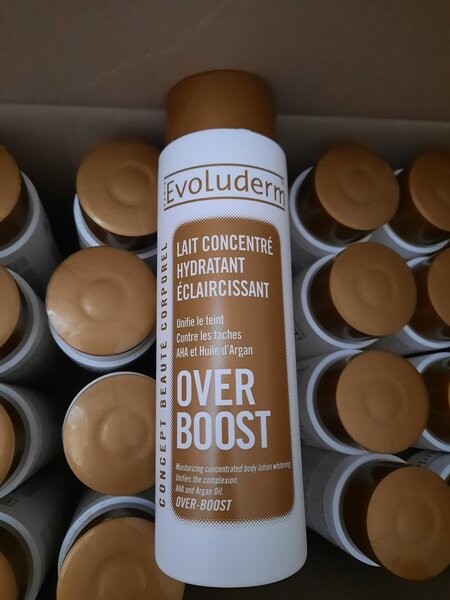 EvoLuderm
LAIT CONCENTRÉ
HYDRATANT
ÉCLAIRCISSANT
Unifie le teint
Contre les taches
AHA et Huile d'Argan
OVER
BOOST
Moisturizing concentrated body lotion whitening
Unifies the complexion.
AHA and Argan Oil.
OVER-BOOST
CONCEPT BEAUTÉ CORPOREL